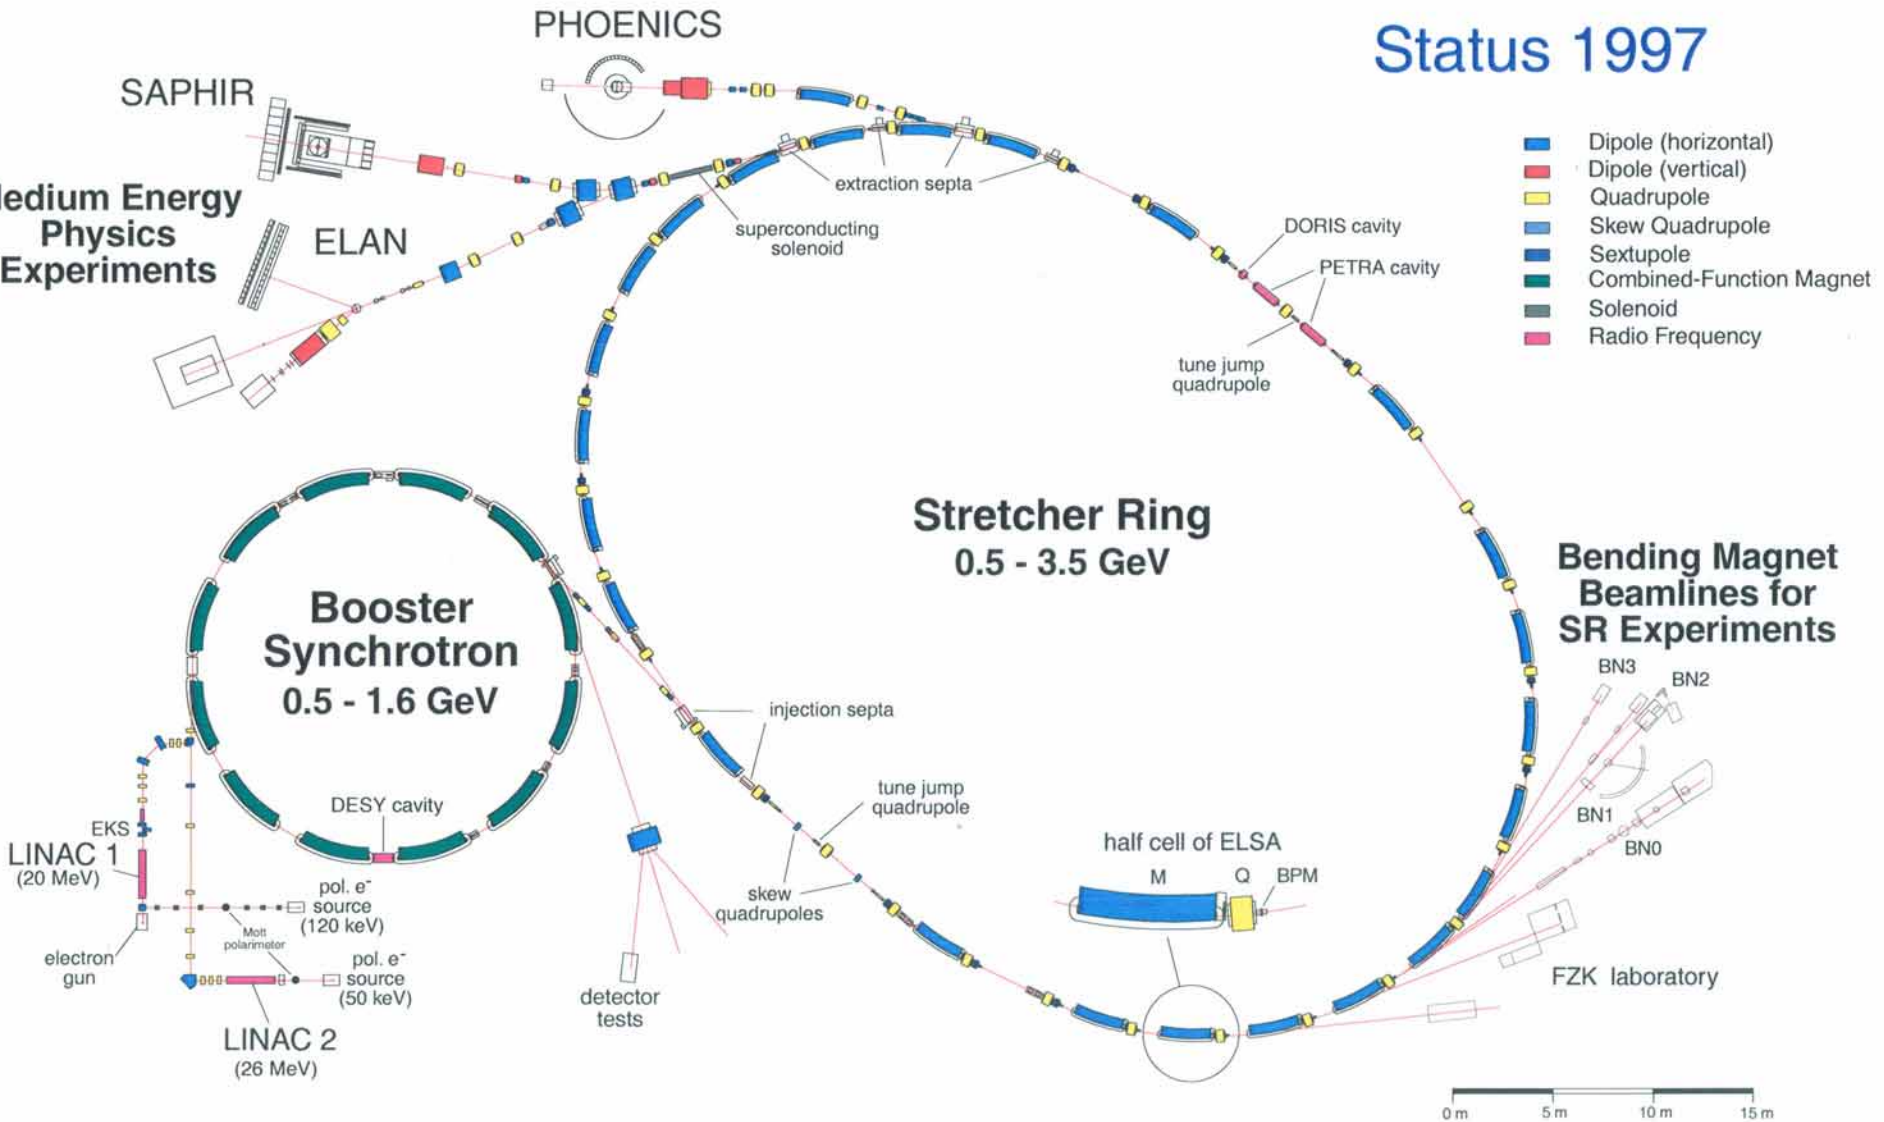 PHOENICS
Status 1997
SAPHIR
Dipole (horizontal)
Dipole (vertical)
Quadrupole
Skew Quadrupole
Sextupole
Combined-Function Magnet
Solenoid
Radio Frequency
edium Energy
Physics
Experiments
ELAN
extraction septa
superconducting
solenoid
DORIS cavity
PETRA cavity
tune jump
quadrupole
Stretcher Ring
0.5 - 3.5 GeV
Booster
Synchrotron
0.5 - 1.6 GeV
Bending Magnet
Beamlines for
SR Experiments
BN3
BN2
BN1
BN0
injection septa
tune jump
quadrupole
DESY cavity
EKS
LINAC 1
(20 MeV)
pol. e-
source
(120 keV)
Mott
polarimeter
electron
gun
pol. e-
source
(50 keV)
LINAC 2
(26 MeV)
skew
quadrupoles
detector
tests
half cell of ELSA
M
Q
BPM
FZK laboratory
0 m
5 m
10 m
15 m